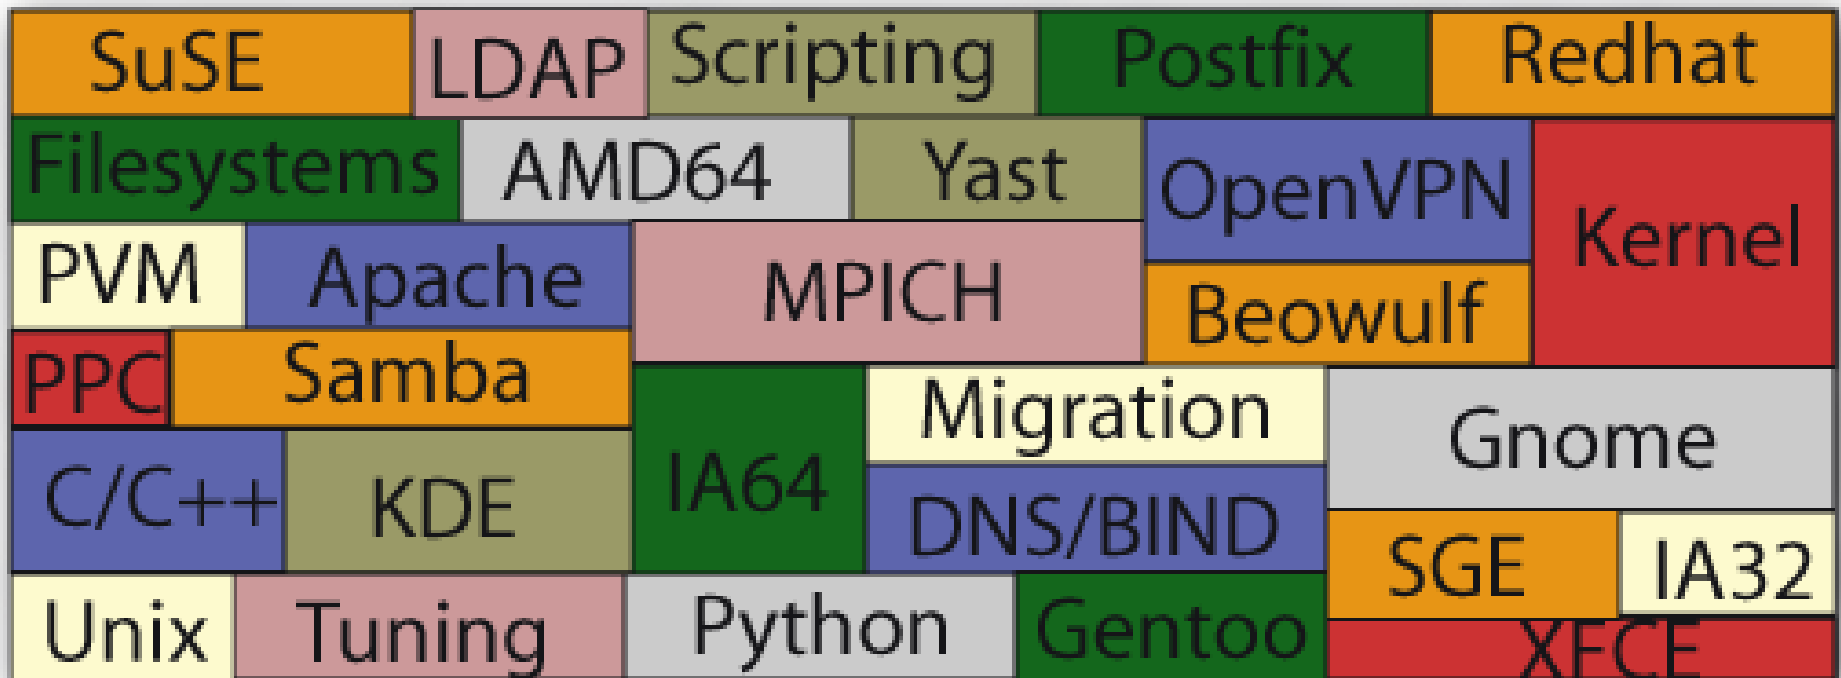 SuSE LDAP Scripting Postfix Redhat
Filesystems AMD64 Yast OpenVPN Kernel
PVM Apache MPICH Beowulf
PPC Samba IA64 Migration Gnome
C/C++ KDE DNS/BIND SGE IA32
Unix Tuning Python Gentoo XFCE